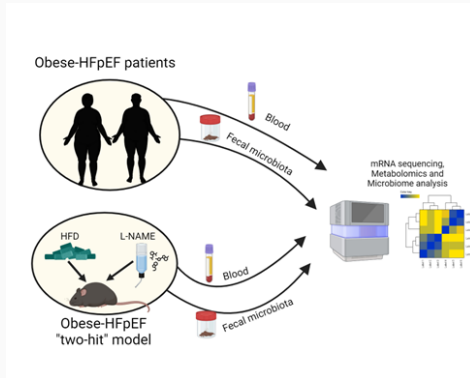 Obese-HFpEF patients
Blood
Fecal microbiota
mRNA sequencing,
Metabolomics and
Microbiome analysis
HFD
L-NAME
Blood
Fecal microbiota
Obese-HFpEF
"two-hit" model